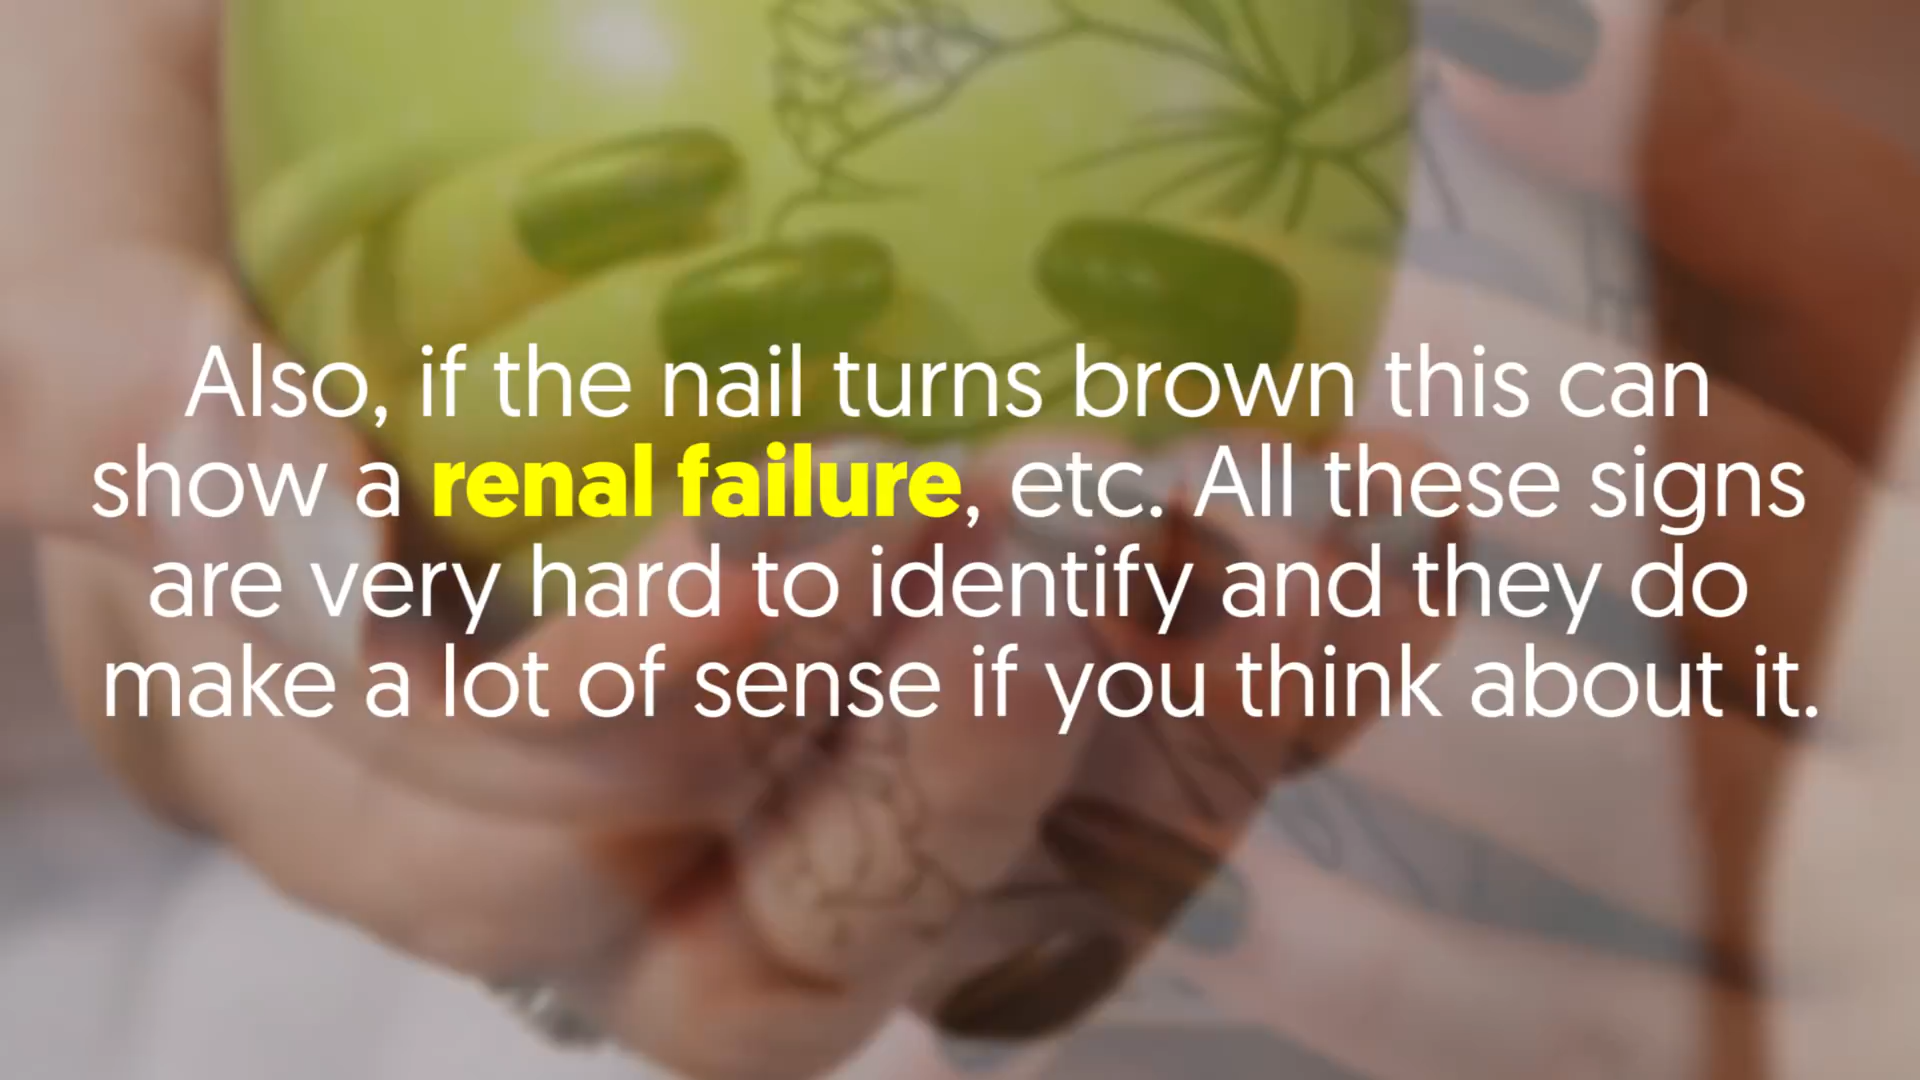 Also, if the nail turns brown this can
show a renal failure, etc. All these signs
are very hard to identify and they do
make a lot of sense if you think about it.